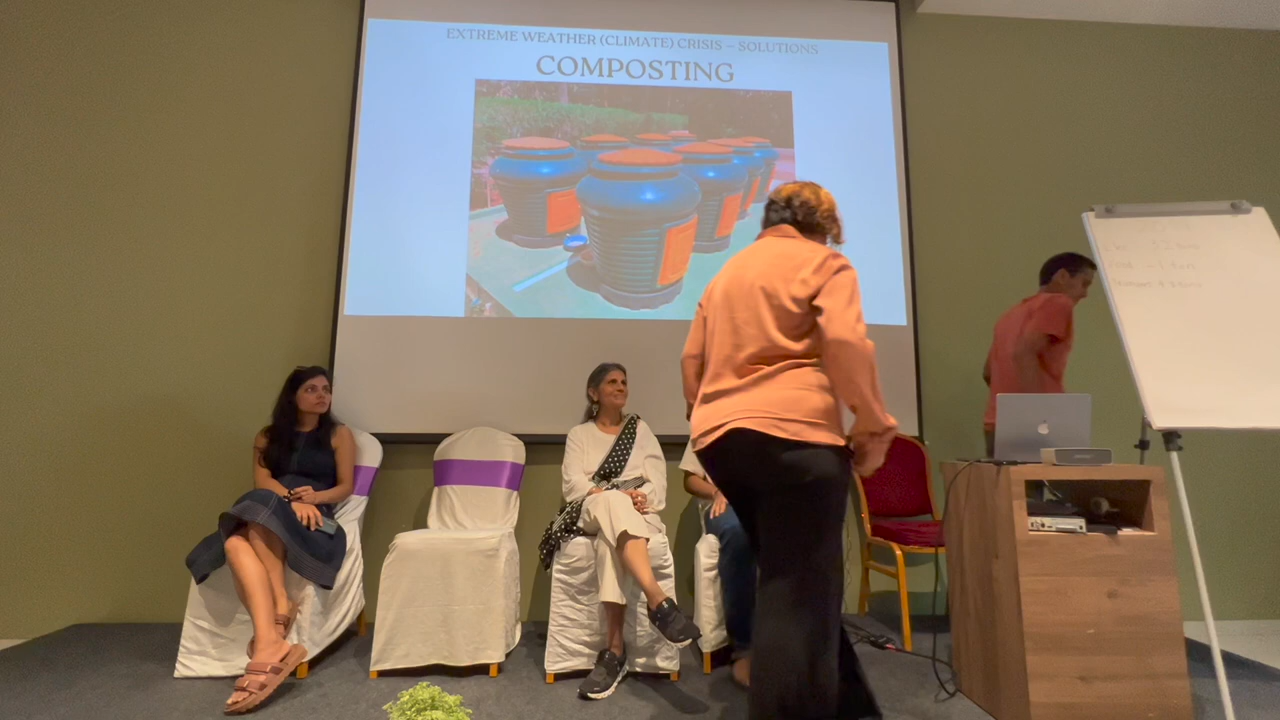 EXTREME WEATHER (CLIMATE) CRISIS – SOLUTIONS
COMPOSTING